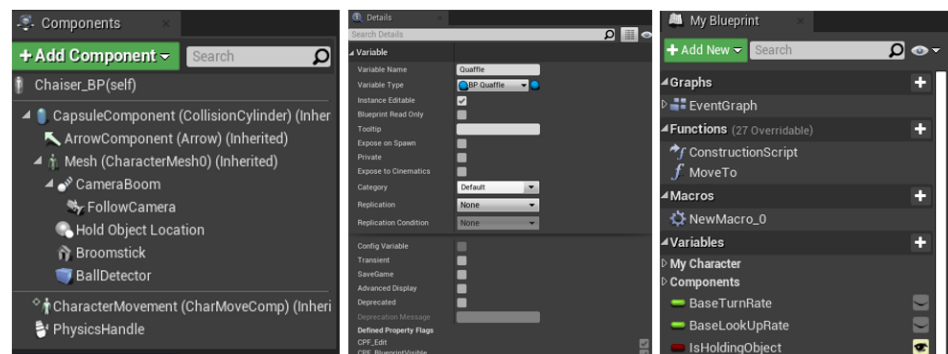 Components
+ Add Component
Search
Chaiser_BP(self)
CapsuleComponent (CollisionCylinder) (Inher
ArrowComponent (Arrow) (Inherited)
Mesh (CharacterMesh0) (Inherited)
CameraBoom
FollowCamera
Hold Object Location
Broomstick
BallDetector
CharacterMovement (CharMoveComp) (Inheri
PhysicsHandle
Details
Search Details
Variable
Variable Name Quaffle
Variable Type BP Quaffle
Instance Editable
Blueprint Read Only
Tooltip
Expose on Spawn
Private
Expose to Cinematics
Category Default
Replication None
Replication Condition None
Config Variable
Transient
SaveGame
Advanced Display
Deprecated
Deprecation Message
Defined Property Flags
CPF_Edit
CPF_BlueprintVisible
My Blueprint
+ Add New
Search
Graphs
EventGraph
Functions (27 Overridable)
ConstructionScript
MoveTo
Macros
NewMacro_0
Variables
My Character
Components
BaseTurnRate
BaseLookUpRate
IsHoldingObject